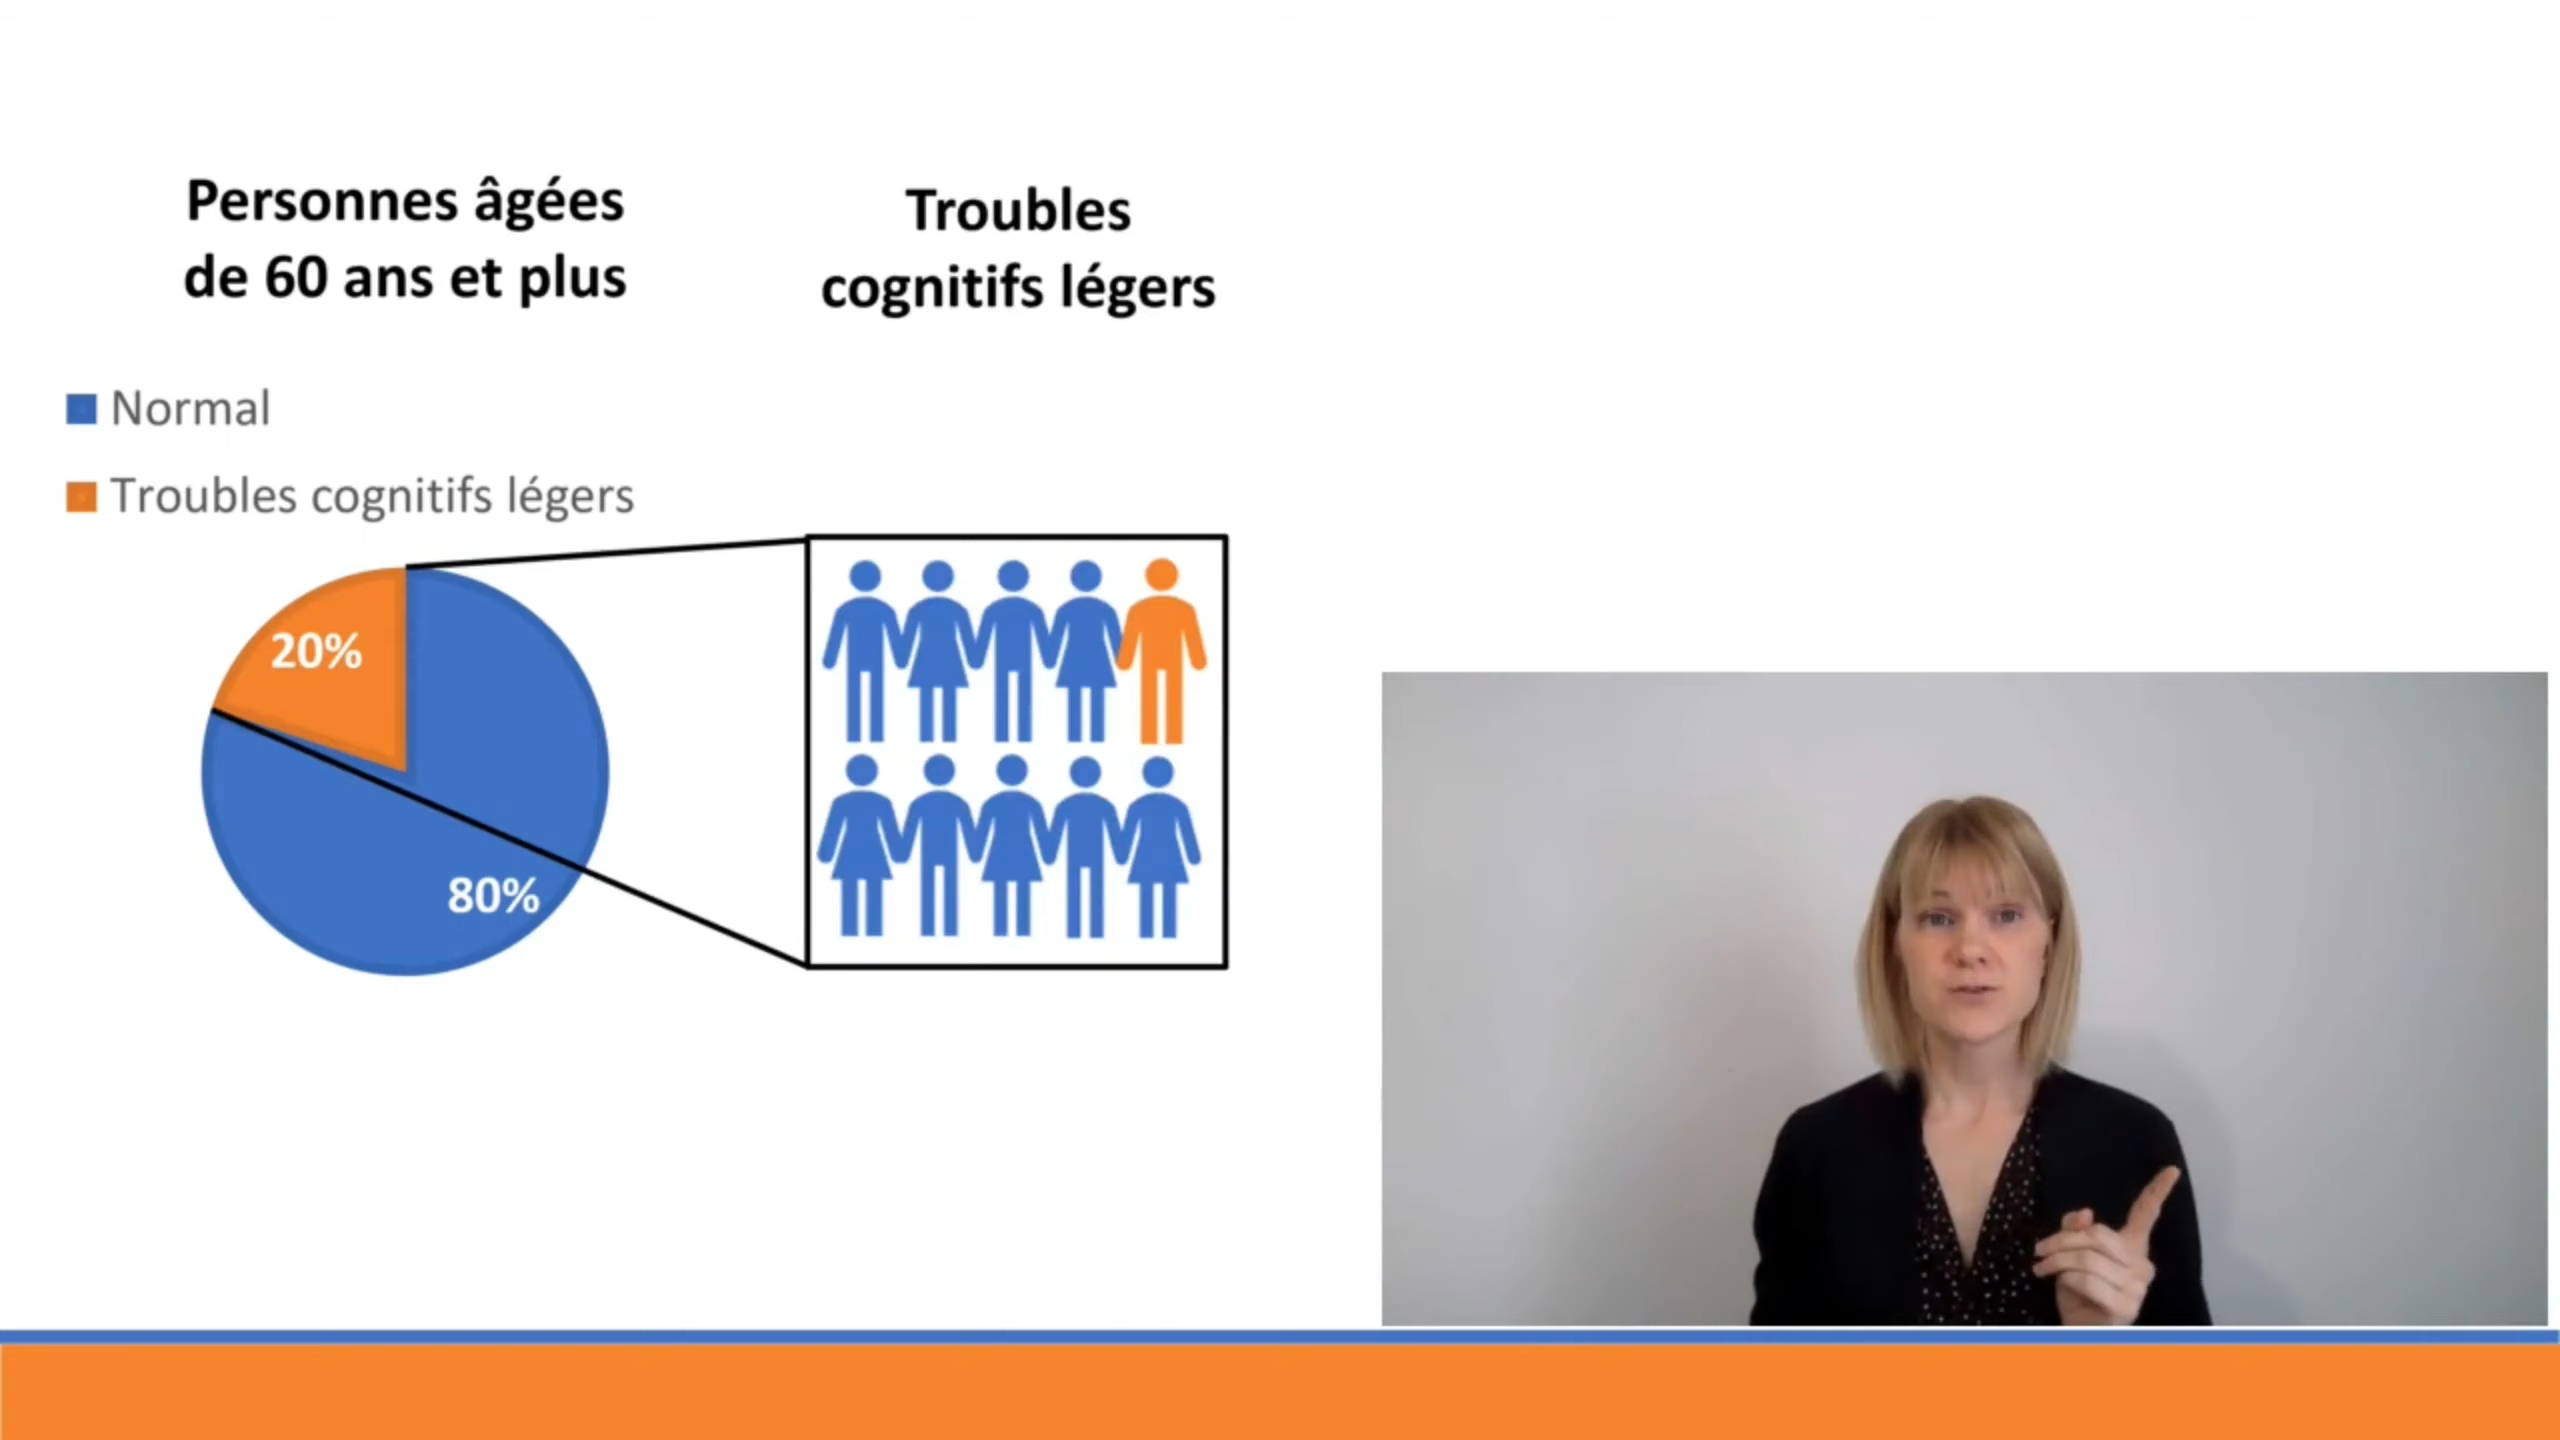 Personnes âgées
de 60 ans et plus
Troubles
cognitifs légers
Normal
Troubles cognitifs légers
20%
80%